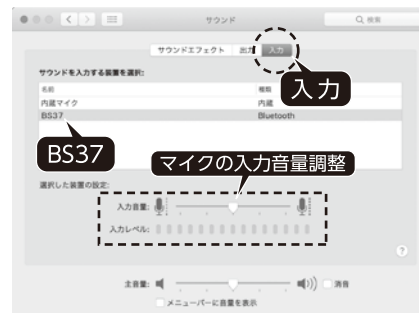 サウンド
検索
サウンドエフェクト 出力 入力
入力
サウンドを入力する装置を選択:
名前 種類
内蔵マイク 内蔵
BS37 Bluetooth
BS37
マイクの入力音量調整
選択した装置の設定:
入力音量:
入力レベル:
?
主音量: 消音
メニューバーに音量を表示